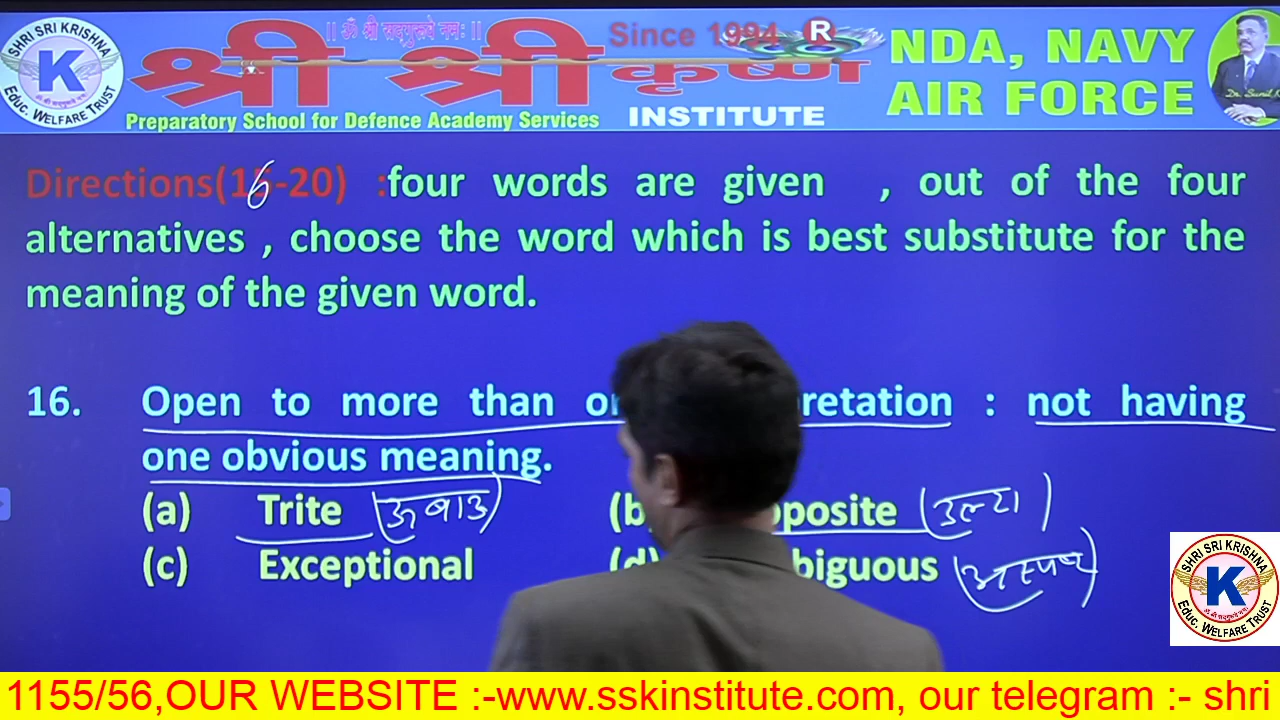 || ॐ श्री सदगुरुवे नमः ||
Since 1994 R
NDA, NAVY
AIR FORCE
SHRI SRI KRISHNA
K
Educ. WELFARE TRUST
श्री श्री कृष्ण
INSTITUTE
Preparatory School for Defence Academy Services
Directions(16-20) :four words are given , out of the four
alternatives , choose the word which is best substitute for the
meaning of the given word.
16. Open to more than retation : not having
one obvious meaning.
(a) Trite (ऊबाउ) (b) pposite (उल्टा)
(c) Exceptional (d) biguous (अस्पष्ट)
SHRI SRI KRISHNA
K
Educ. WELFARE TRUST
1155/56,OUR WEBSITE :-www.sskinstitute.com, our telegram :- shri